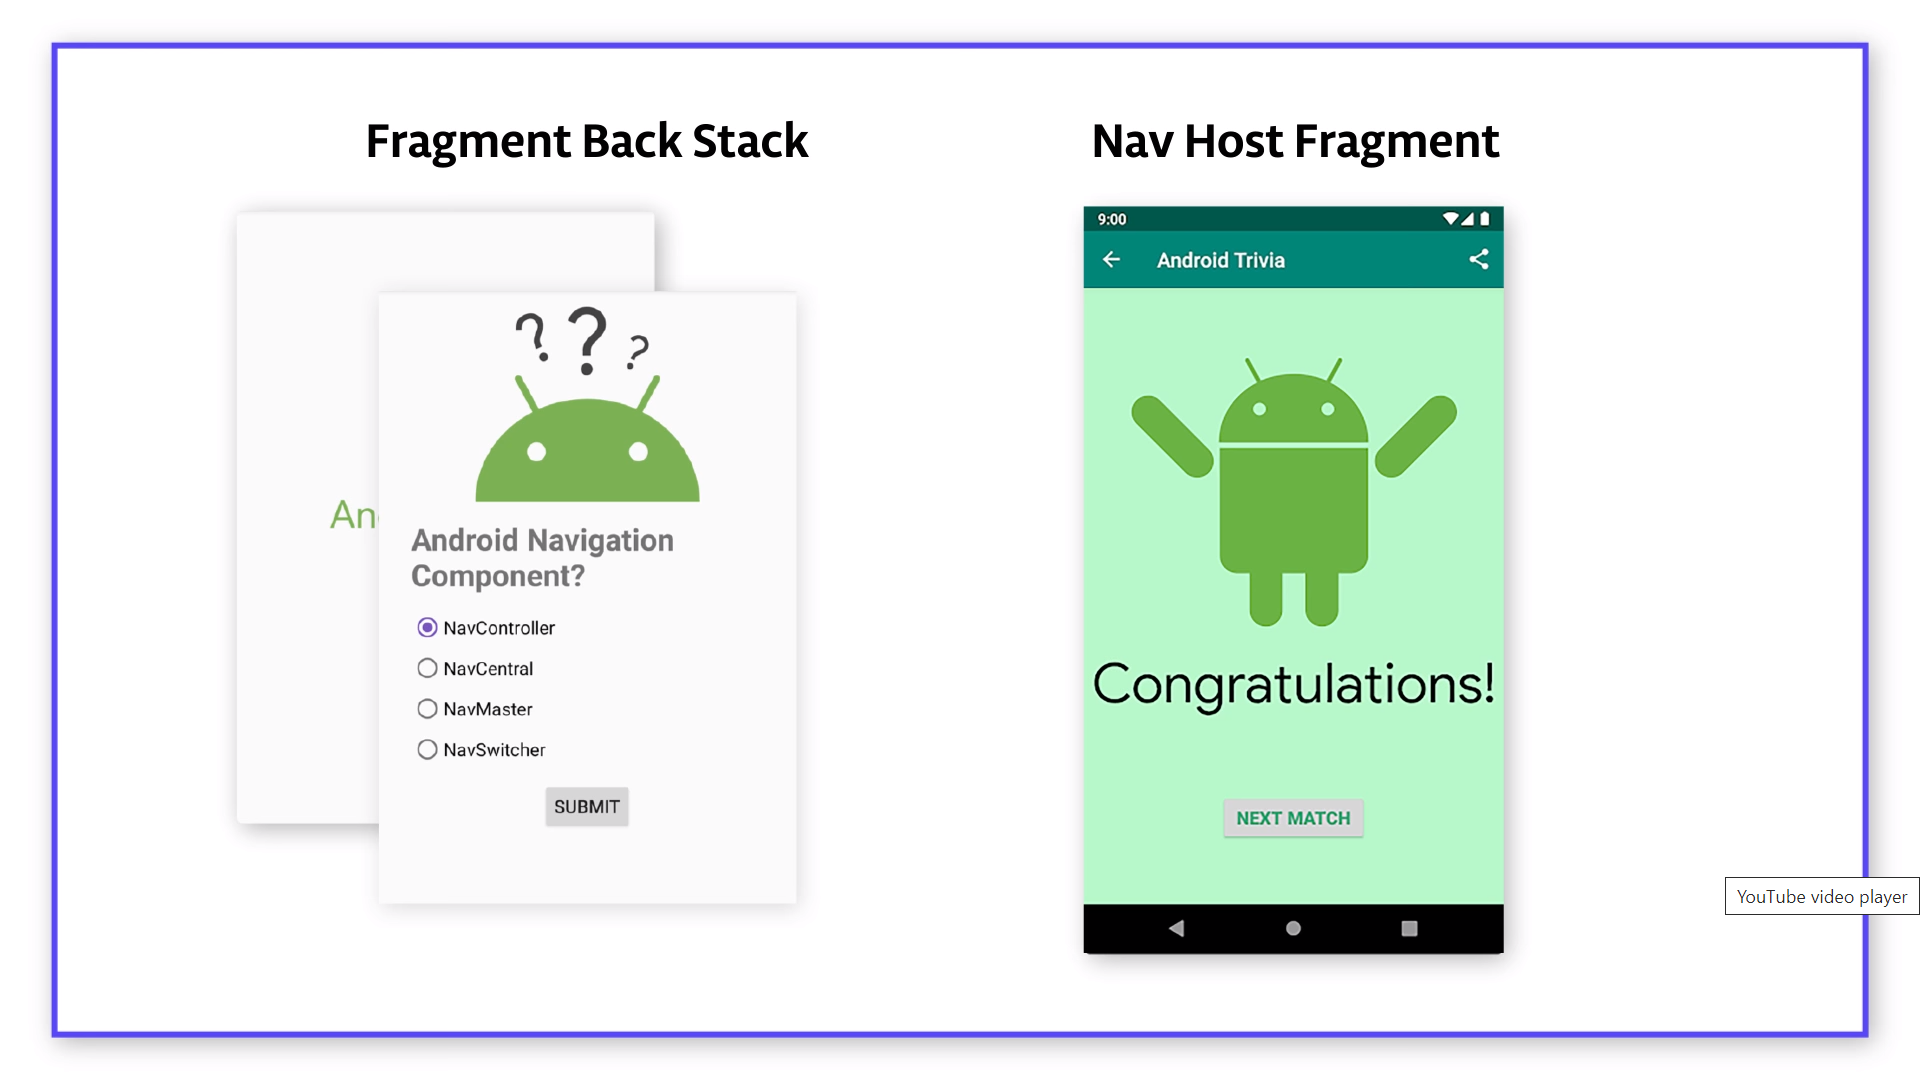 Fragment Back Stack
Nav Host Fragment
An
? ? ?
Android Navigation
Component?
NavController
NavCentral
NavMaster
NavSwitcher
SUBMIT
9:00
Android Trivia
Congratulations!
NEXT MATCH
YouTube video player